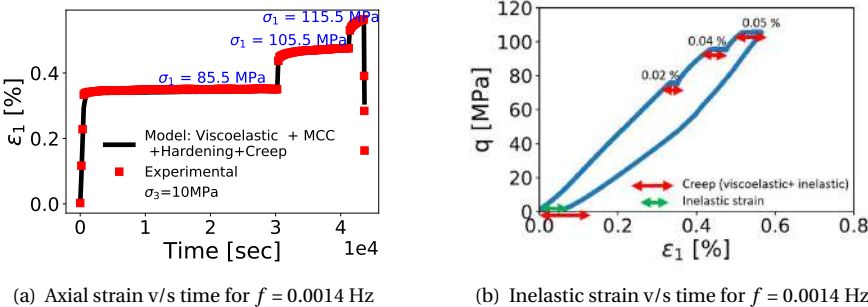 (a)
σ₁ = 115.5 MPa
σ₁ = 105.5 MPa
σ₁ = 85.5 MPa
ε₁ [%]
0.4
0.2
0.0
Model: Viscoelastic + MCC
+Hardening+Creep
Experimental
σ₃=10MPa
0 1 2 3 4
1e4
Time [sec]
(b)
q [MPa]
120
100
80
60
40
20
0
0.05 %
0.04 %
0.02 %
Creep (viscoelastic+ inelastic)
Inelastic strain
0.0 0.2 0.4 0.6 0.8
ε₁ [%]
(a) Axial strain v/s time for f = 0.0014 Hz
(b) Inelastic strain v/s time for f = 0.0014 Hz